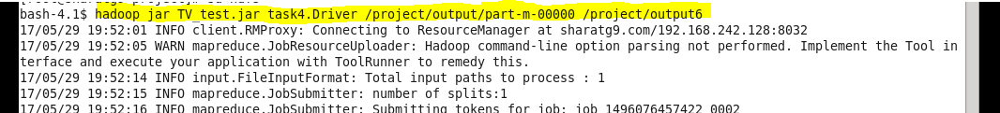 bash-4.1$ hadoop jar TV_test.jar task4.Driver /project/output/part-m-00000 /project/output6
17/05/29 19:52:01 INFO client.RMProxy: Connecting to ResourceManager at sharatg9.com/192.168.242.128:8032
17/05/29 19:52:05 WARN mapreduce.JobResourceUploader: Hadoop command-line option parsing not performed. Implement the Tool in
terface and execute your application with ToolRunner to remedy this.
17/05/29 19:52:14 INFO input.FileInputFormat: Total input paths to process : 1
17/05/29 19:52:15 INFO mapreduce.JobSubmitter: number of splits:1
17/05/29 19:52:16 INFO mapreduce.JobSubmitter: Submitting tokens for job: job_1496076457422_0002